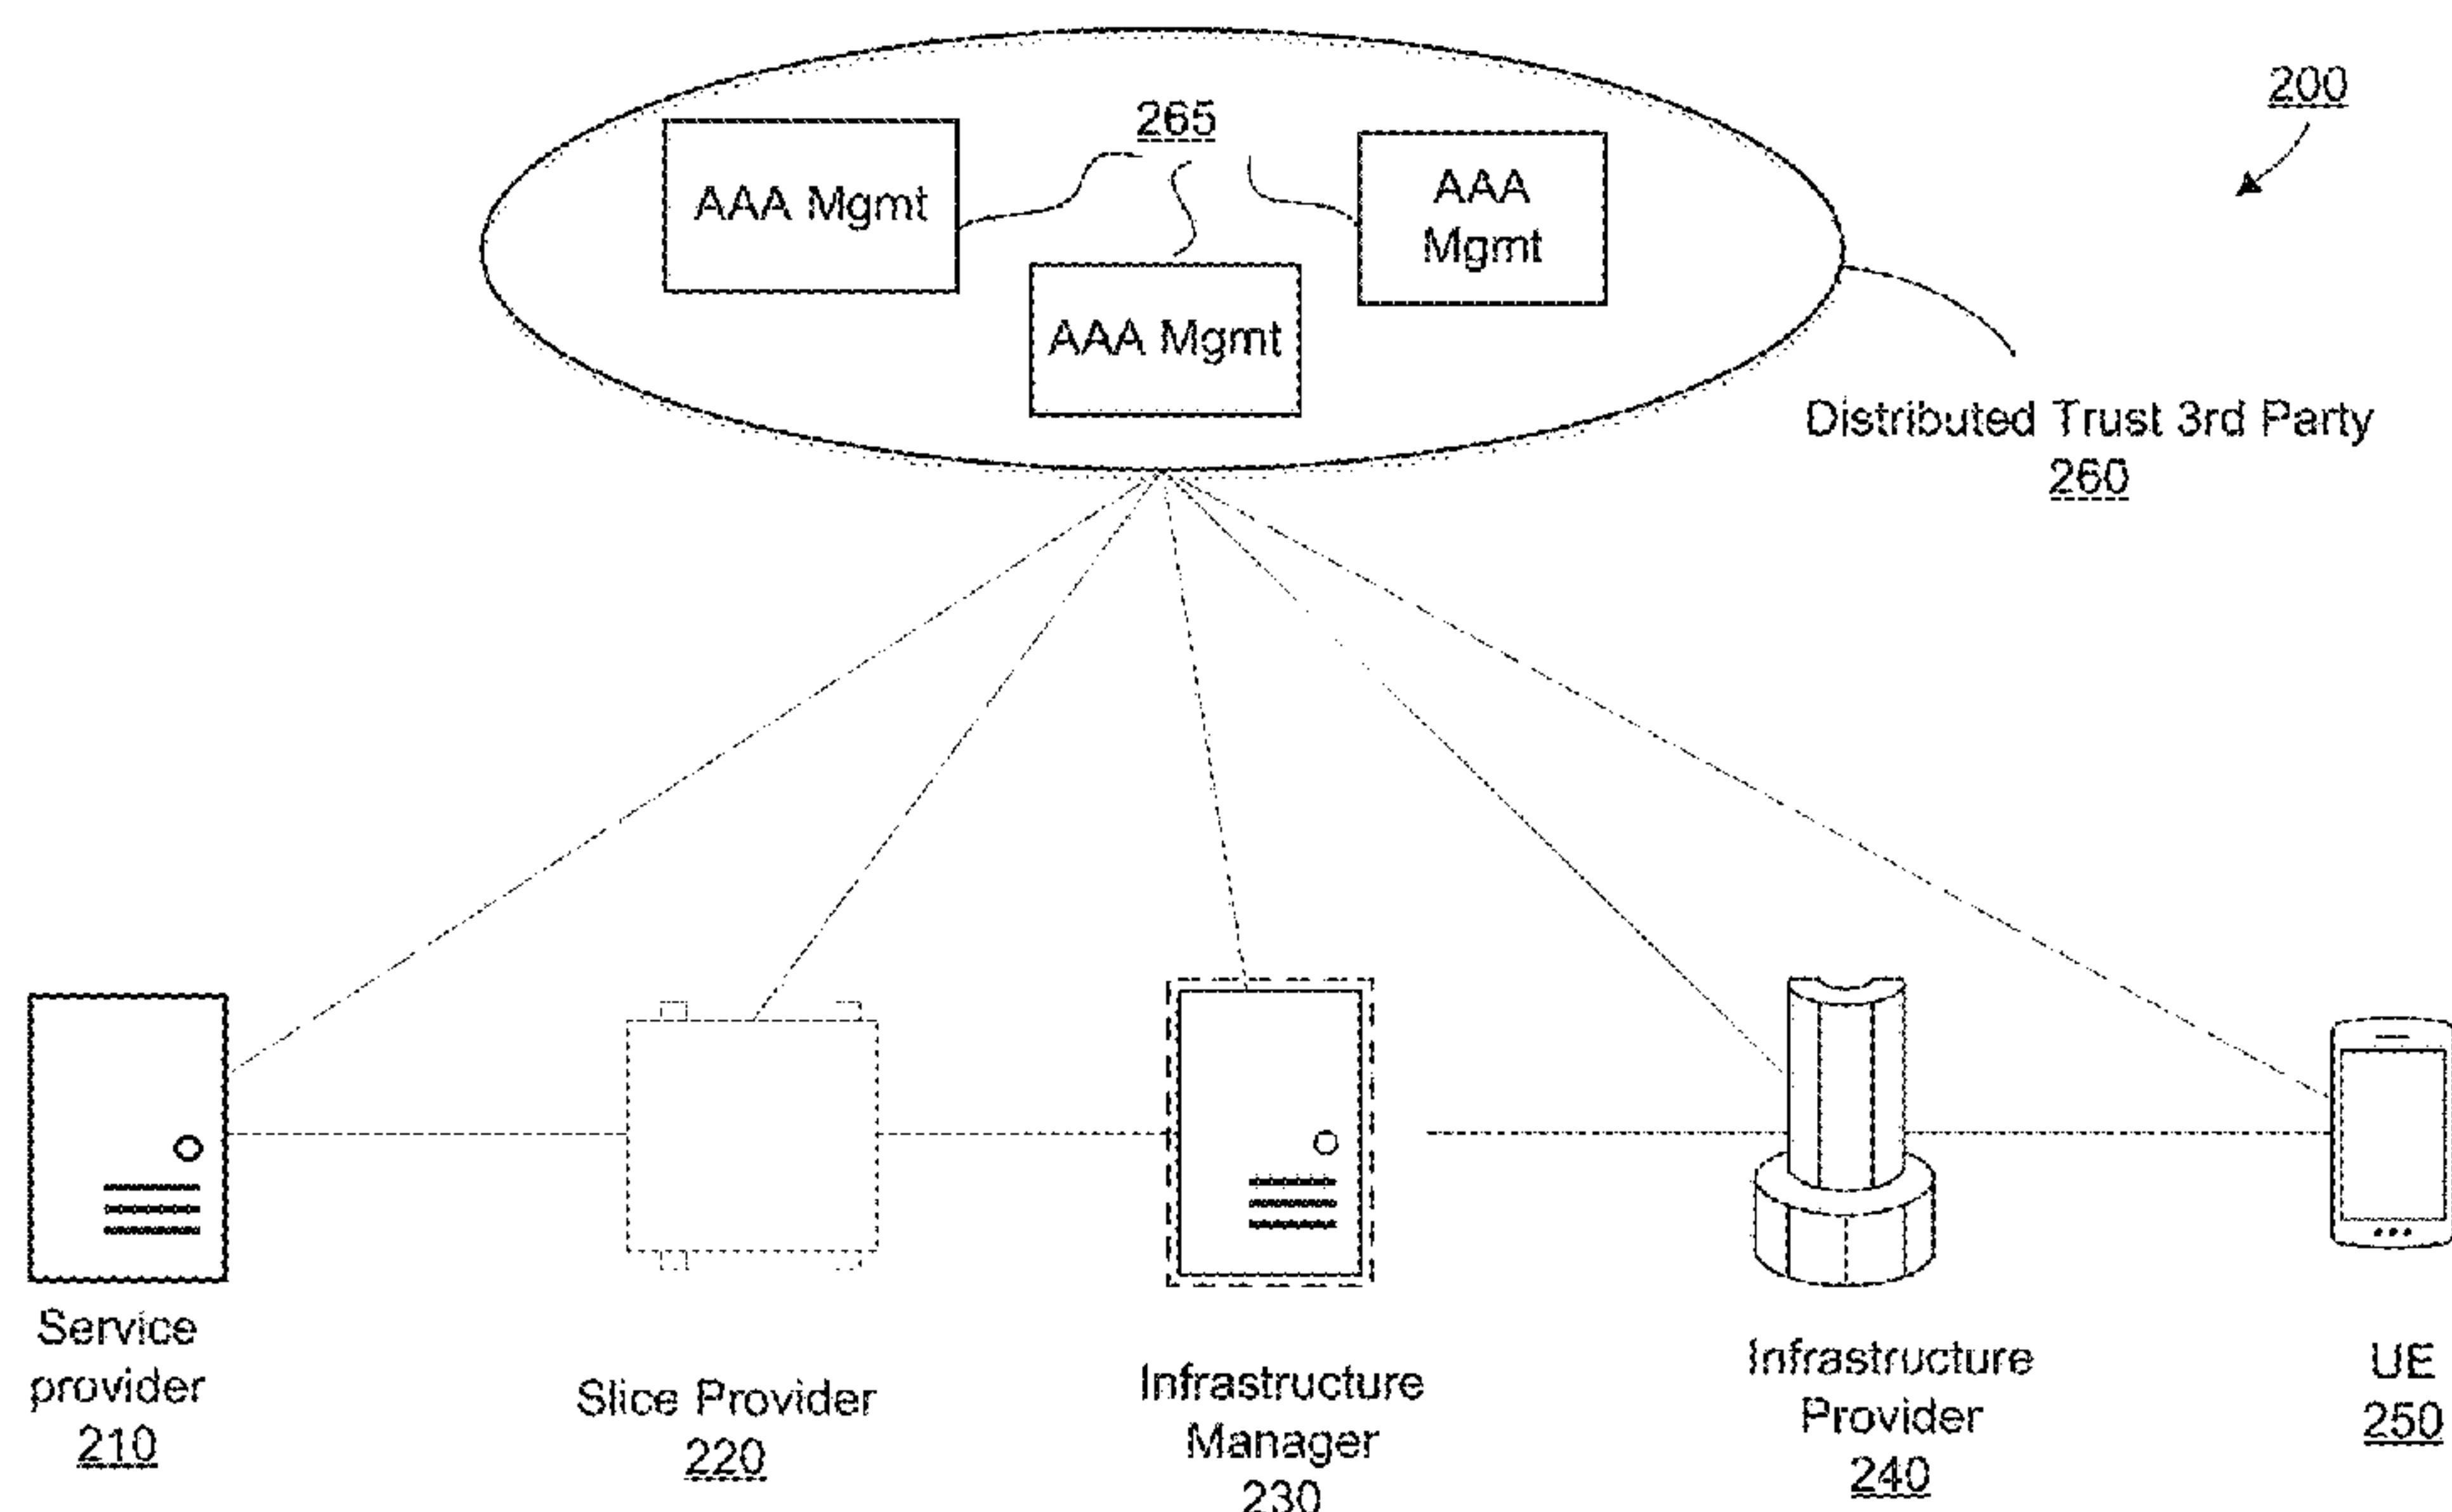 200
265
AAA Mgmt
AAA
Mgmt
AAA Mgmt
Distributed Trust 3rd Party
260
Service
provider
210
Slice Provider
220
Infrastructure
Manager
230
Infrastructure
Provider
240
UE
250